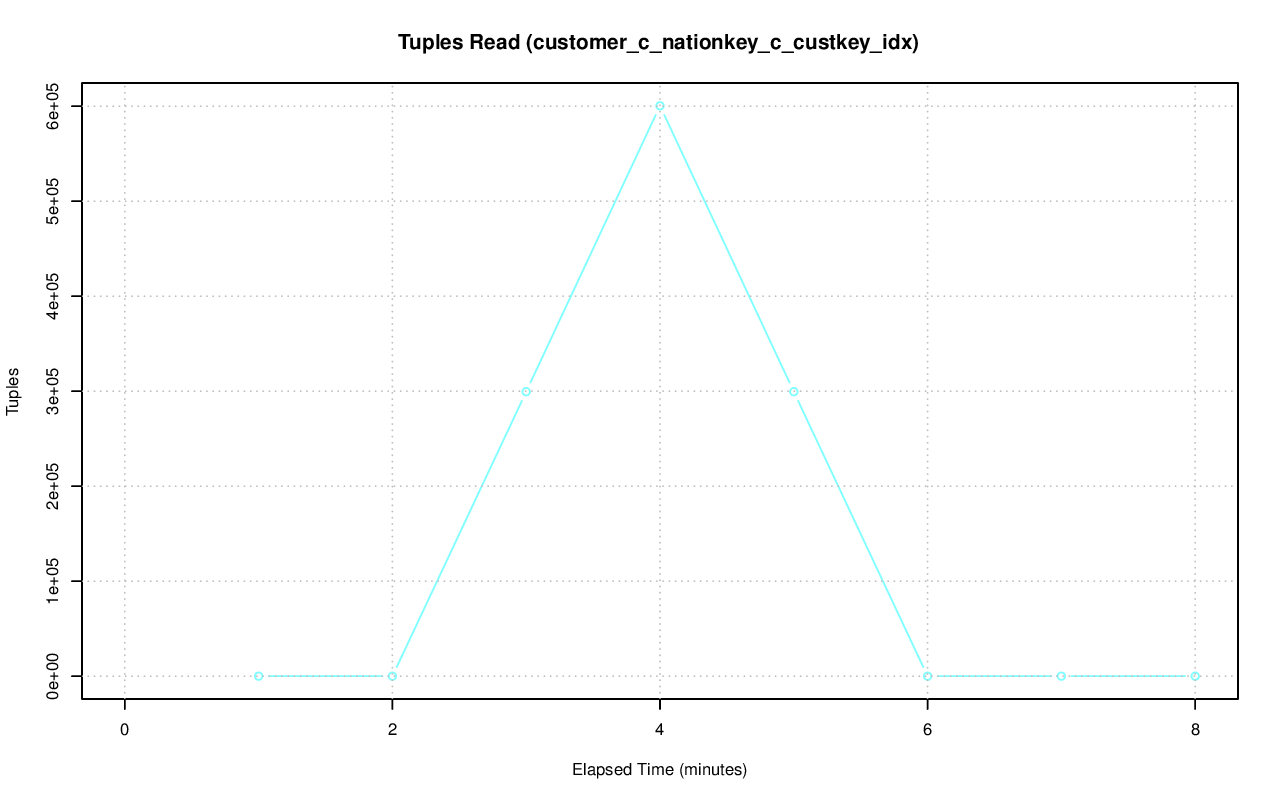 Tuples Read (customer_c_nationkey_c_custkey_idx)
6e+05
5e+05
4e+05
3e+05
2e+05
1e+05
0e+00
Tuples
0 2 4 6 8
Elapsed Time (minutes)